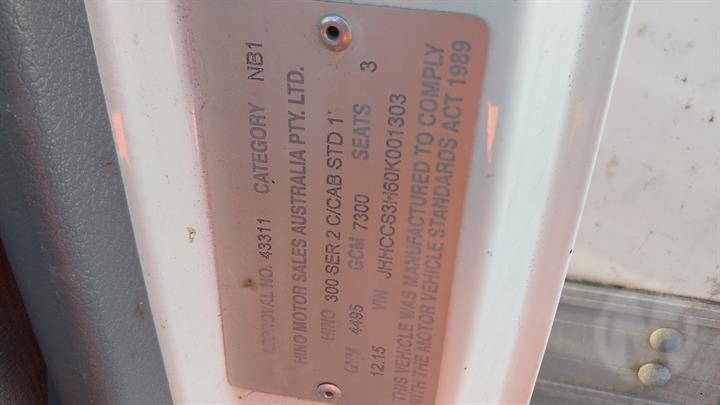 APPROVAL NO. 43311 CATEGORY NB1
HINO MOTOR SALES AUSTRALIA PTY. LTD.
HINO 300 SER 2 C/CAB STD 1'
GVM 4495 GCM 7300 SEATS 3
12.15 VIN JHHCCS3H60K001303
THIS VEHICLE WAS MANUFACTURED TO COMPLY
WITH THE MOTOR VEHICLE STANDARDS ACT 1989